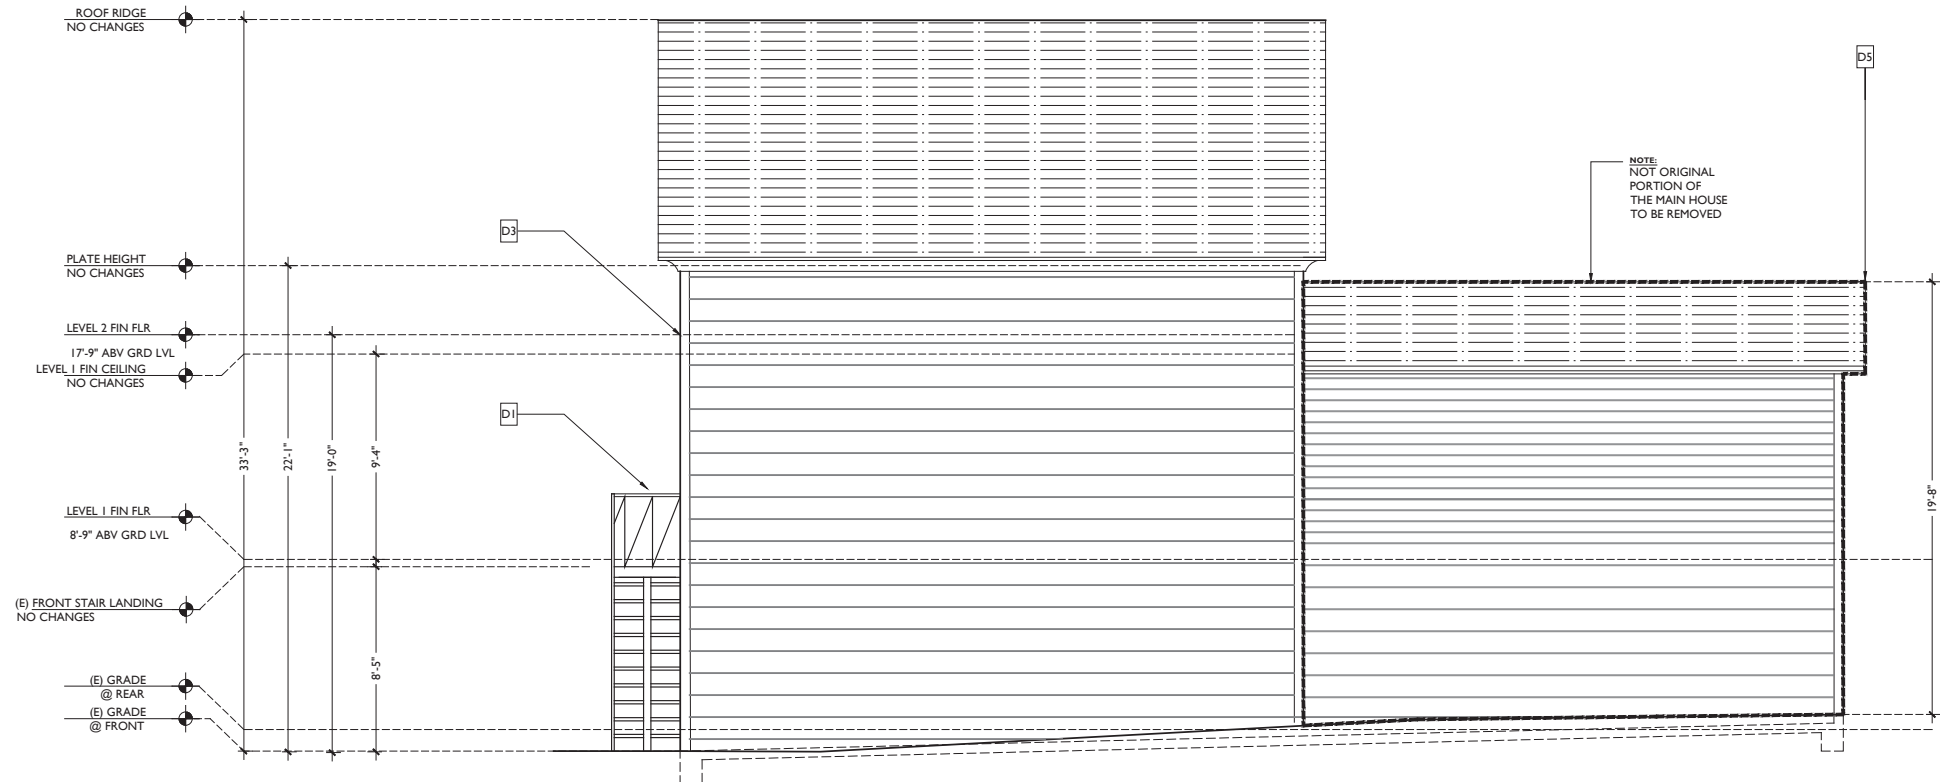 ROOF RIDGE
NO CHANGES
D5
NOTE:
NOT ORIGINAL
PORTION OF
THE MAIN HOUSE
TO BE REMOVED
D3
PLATE HEIGHT
NO CHANGES
LEVEL 2 FIN FLR
17'-9" ABV GRD LVL
LEVEL 1 FIN CEILING
NO CHANGES
D1
33'-3"
22'-1"
19'-0"
9'-4"
19'-8"
LEVEL 1 FIN FLR
8'-9" ABV GRD LVL
(E) FRONT STAIR LANDING
NO CHANGES
8'-5"
(E) GRADE
@ REAR
(E) GRADE
@ FRONT